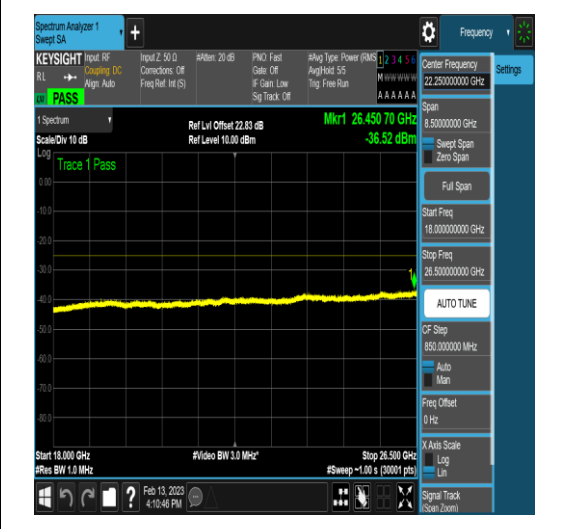 Spectrum Analyzer 1
Swept SA
Frequency
KEYSIGHT
RL
PASS
Input: RF
Coupling: DC
Align: Auto
Input Z: 50 Ω
Corrections: Off
Freq Ref: Int (S)
#Atten: 20 dB
PNO: Fast
Gate: Off
IF Gain: Low
Sig Track: Off
#Avg Type: Power (RMS
Avg|Hold: 5/5
Trig: Free Run
1 2 3 4 5 6
M w w w w w
A A A A A A
1 Spectrum
Scale/Div 10 dB
Ref Lvl Offset 22.83 dB
Ref Level 10.00 dBm
Mkr1 26.450 70 GHz
-36.52 dBm
Log
Trace 1 Pass
0.00
-10.0
-20.0
-30.0
-40.0
-50.0
-60.0
-70.0
-80.0
1
Start 18.000 GHz
#Res BW 1.0 MHz
#Video BW 3.0 MHz*
Stop 26.500 GHz
#Sweep ~1.00 s (30001 pts)
Feb 13, 2023
4:10:46 PM
Center Frequency
22.250000000 GHz
Settings
Span
8.50000000 GHz
Swept Span
Zero Span
Full Span
Start Freq
18.000000000 GHz
Stop Freq
26.500000000 GHz
AUTO TUNE
CF Step
850.000000 MHz
Auto
Man
Freq Offset
0 Hz
X Axis Scale
Log
Lin
Signal Track
(Span Zoom)